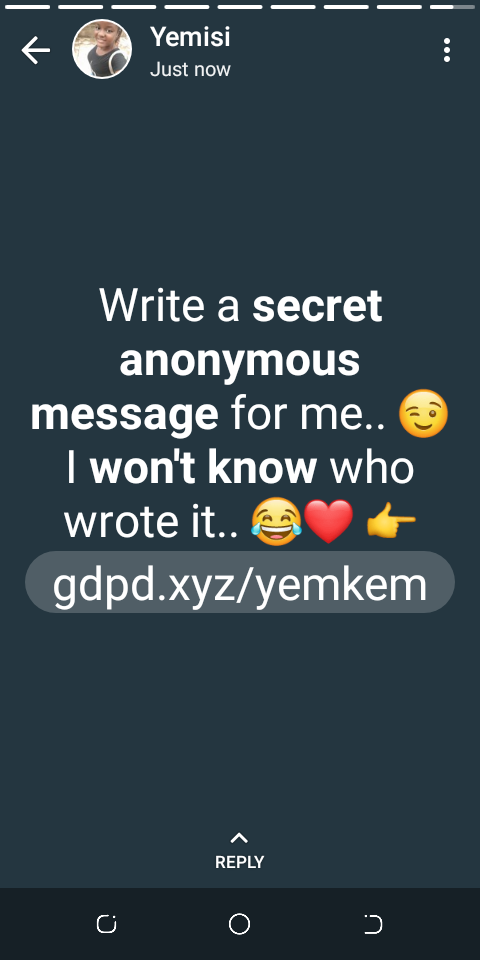 Yemisi
Just now
Write a secret
anonymous
message for me.. 😉
I won't know who
wrote it.. 😂❤️ 👉
gdpd.xyz/yemkem
REPLY